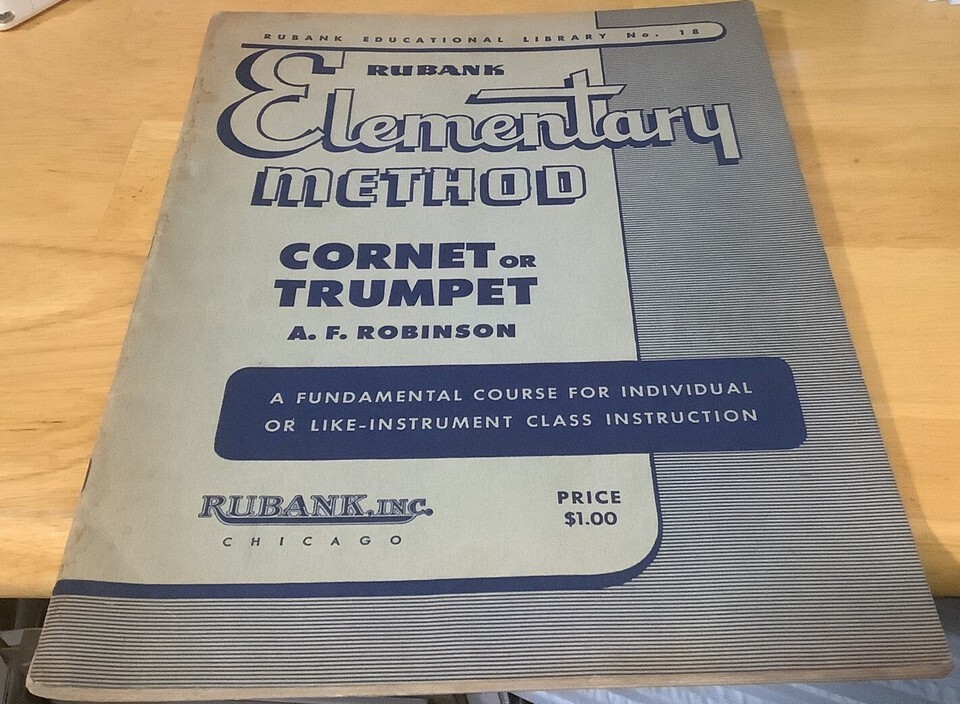 RUBANK EDUCATIONAL LIBRARY No. 18
RUBANK
Elementary
METHOD
CORNET OR
TRUMPET
A. F. ROBINSON
A FUNDAMENTAL COURSE FOR INDIVIDUAL
OR LIKE-INSTRUMENT CLASS INSTRUCTION
RUBANK, INC.
CHICAGO
PRICE
$1.00